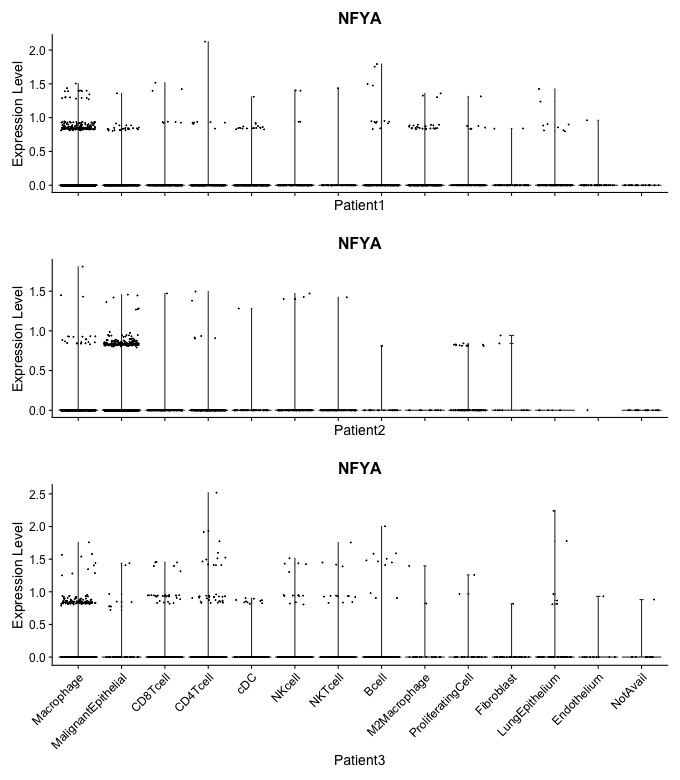 NFYA
Expression Level
2.0
1.5
1.0
0.5
0.0
Patient1
NFYA
Expression Level
1.5
1.0
0.5
0.0
Patient2
NFYA
Expression Level
2.5
2.0
1.5
1.0
0.5
0.0
Macrophage
MalignantEpithelial
CD8Tcell
CD4Tcell
cDC
NKcell
NKTcell
Bcell
M2Macrophage
ProliferatingCell
Fibroblast
LungEpithelium
Endothelium
NotAvail
Patient3